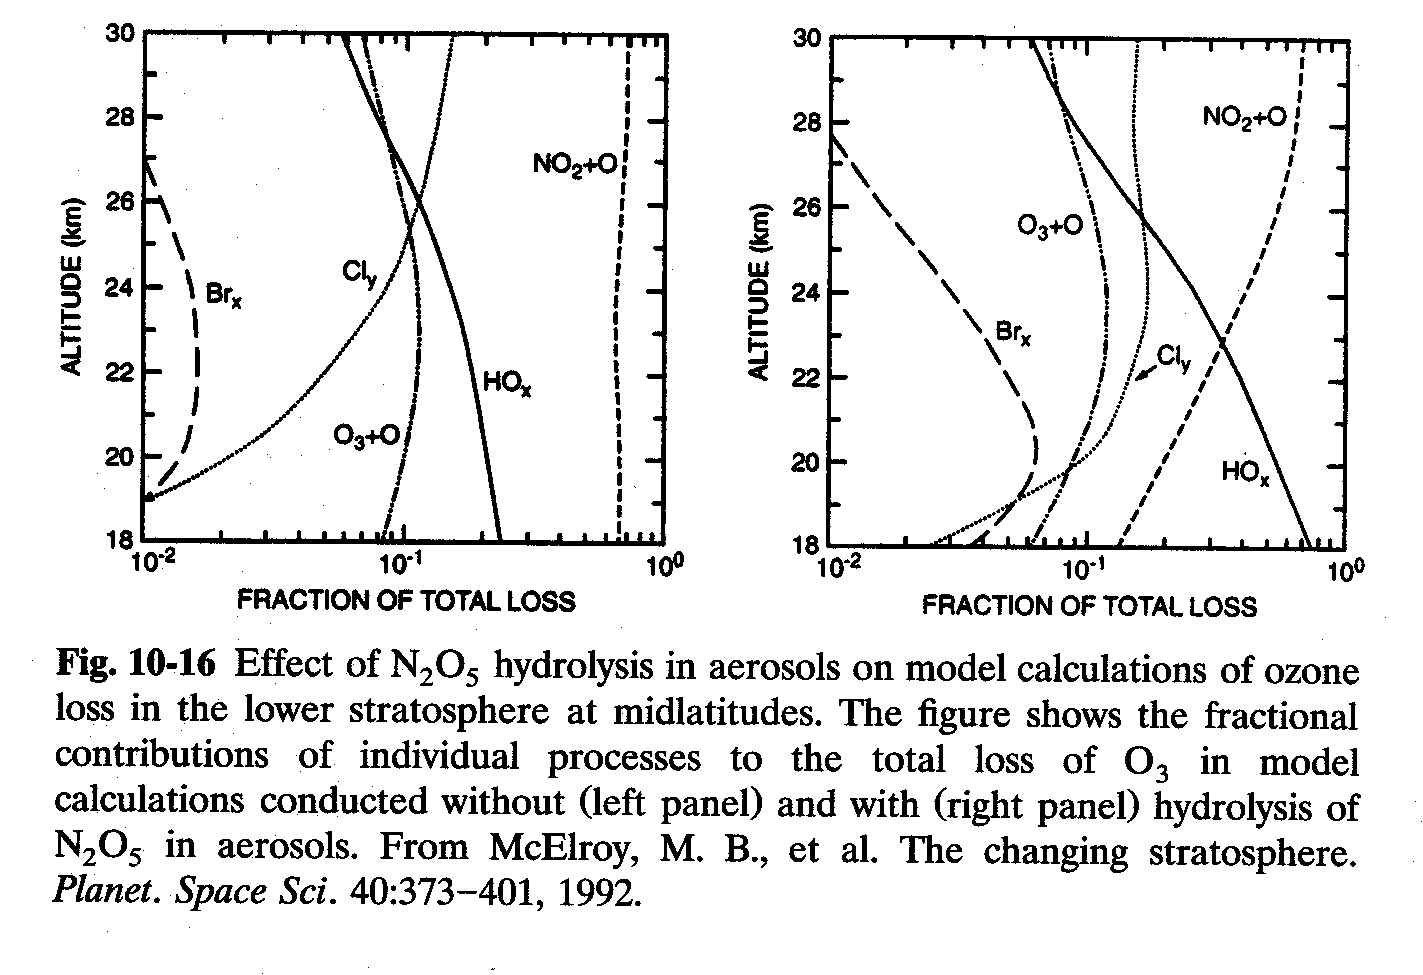 30
28
26
24
22
20
18
ALTITUDE (km)
NO₂+O
Clᵧ
Brₓ
HOₓ
O₃+O
10⁻² 10⁻¹ 10⁰
FRACTION OF TOTAL LOSS
30
28
26
24
22
20
18
ALTITUDE (km)
NO₂+O
O₃+O
Brₓ
Clᵧ
HOₓ
10⁻² 10⁻¹ 10⁰
FRACTION OF TOTAL LOSS
Fig. 10-16 Effect of N₂O₅ hydrolysis in aerosols on model calculations of ozone
loss in the lower stratosphere at midlatitudes. The figure shows the fractional
contributions of individual processes to the total loss of O₃ in model
calculations conducted without (left panel) and with (right panel) hydrolysis of
N₂O₅ in aerosols. From McElroy, M. B., et al. The changing stratosphere.
Planet. Space Sci. 40:373–401, 1992.